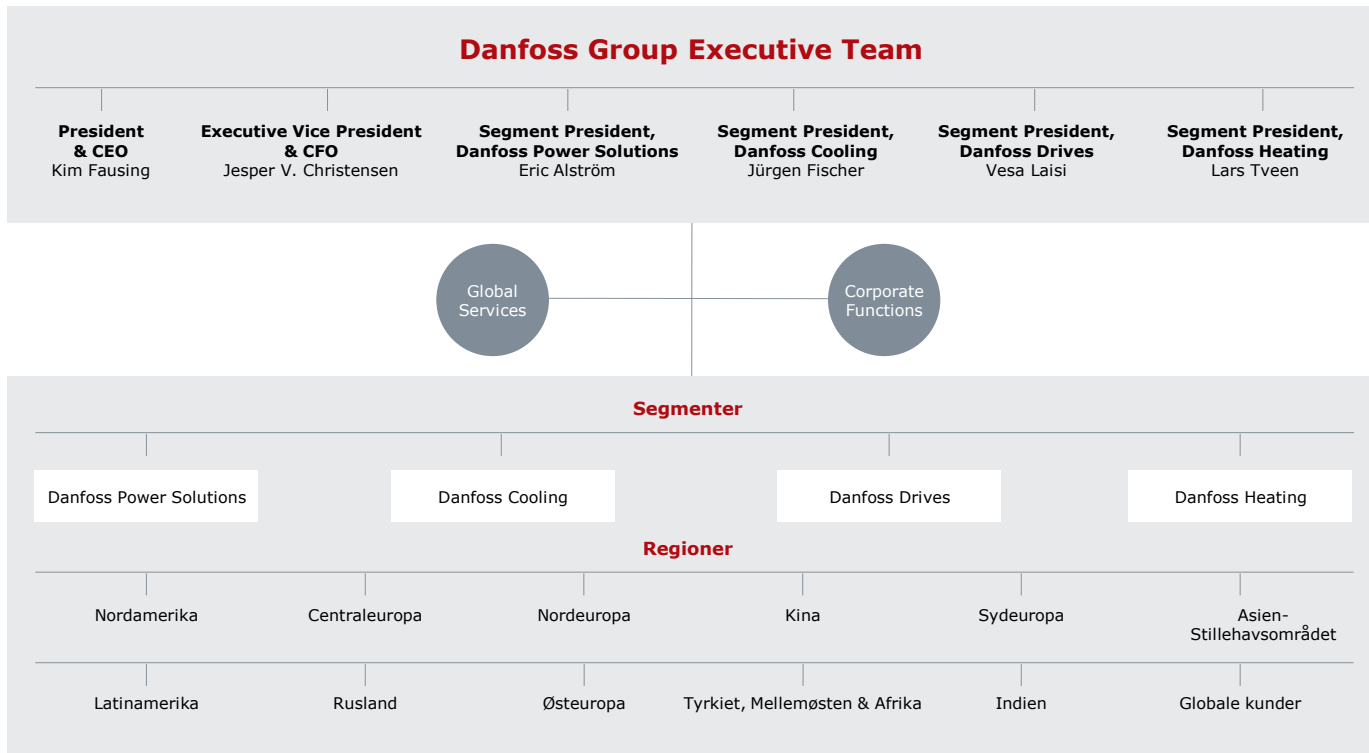 Danfoss Group Executive Team
President
& CEO
Kim Fausing
Executive Vice President
& CFO
Jesper V. Christensen
Segment President,
Danfoss Power Solutions
Eric Alström
Segment President,
Danfoss Cooling
Jürgen Fischer
Segment President,
Danfoss Drives
Vesa Laisi
Segment President,
Danfoss Heating
Lars Tveen
Global
Services
Corporate
Functions
Segmenter
Danfoss Power Solutions
Danfoss Cooling
Danfoss Drives
Danfoss Heating
Regioner
Nordamerika
Centraleuropa
Nordeuropa
Kina
Sydeuropa
Asien-
Stillehavsområdet
Latinamerika
Rusland
Østeuropa
Tyrkiet, Mellemøsten & Afrika
Indien
Globale kunder